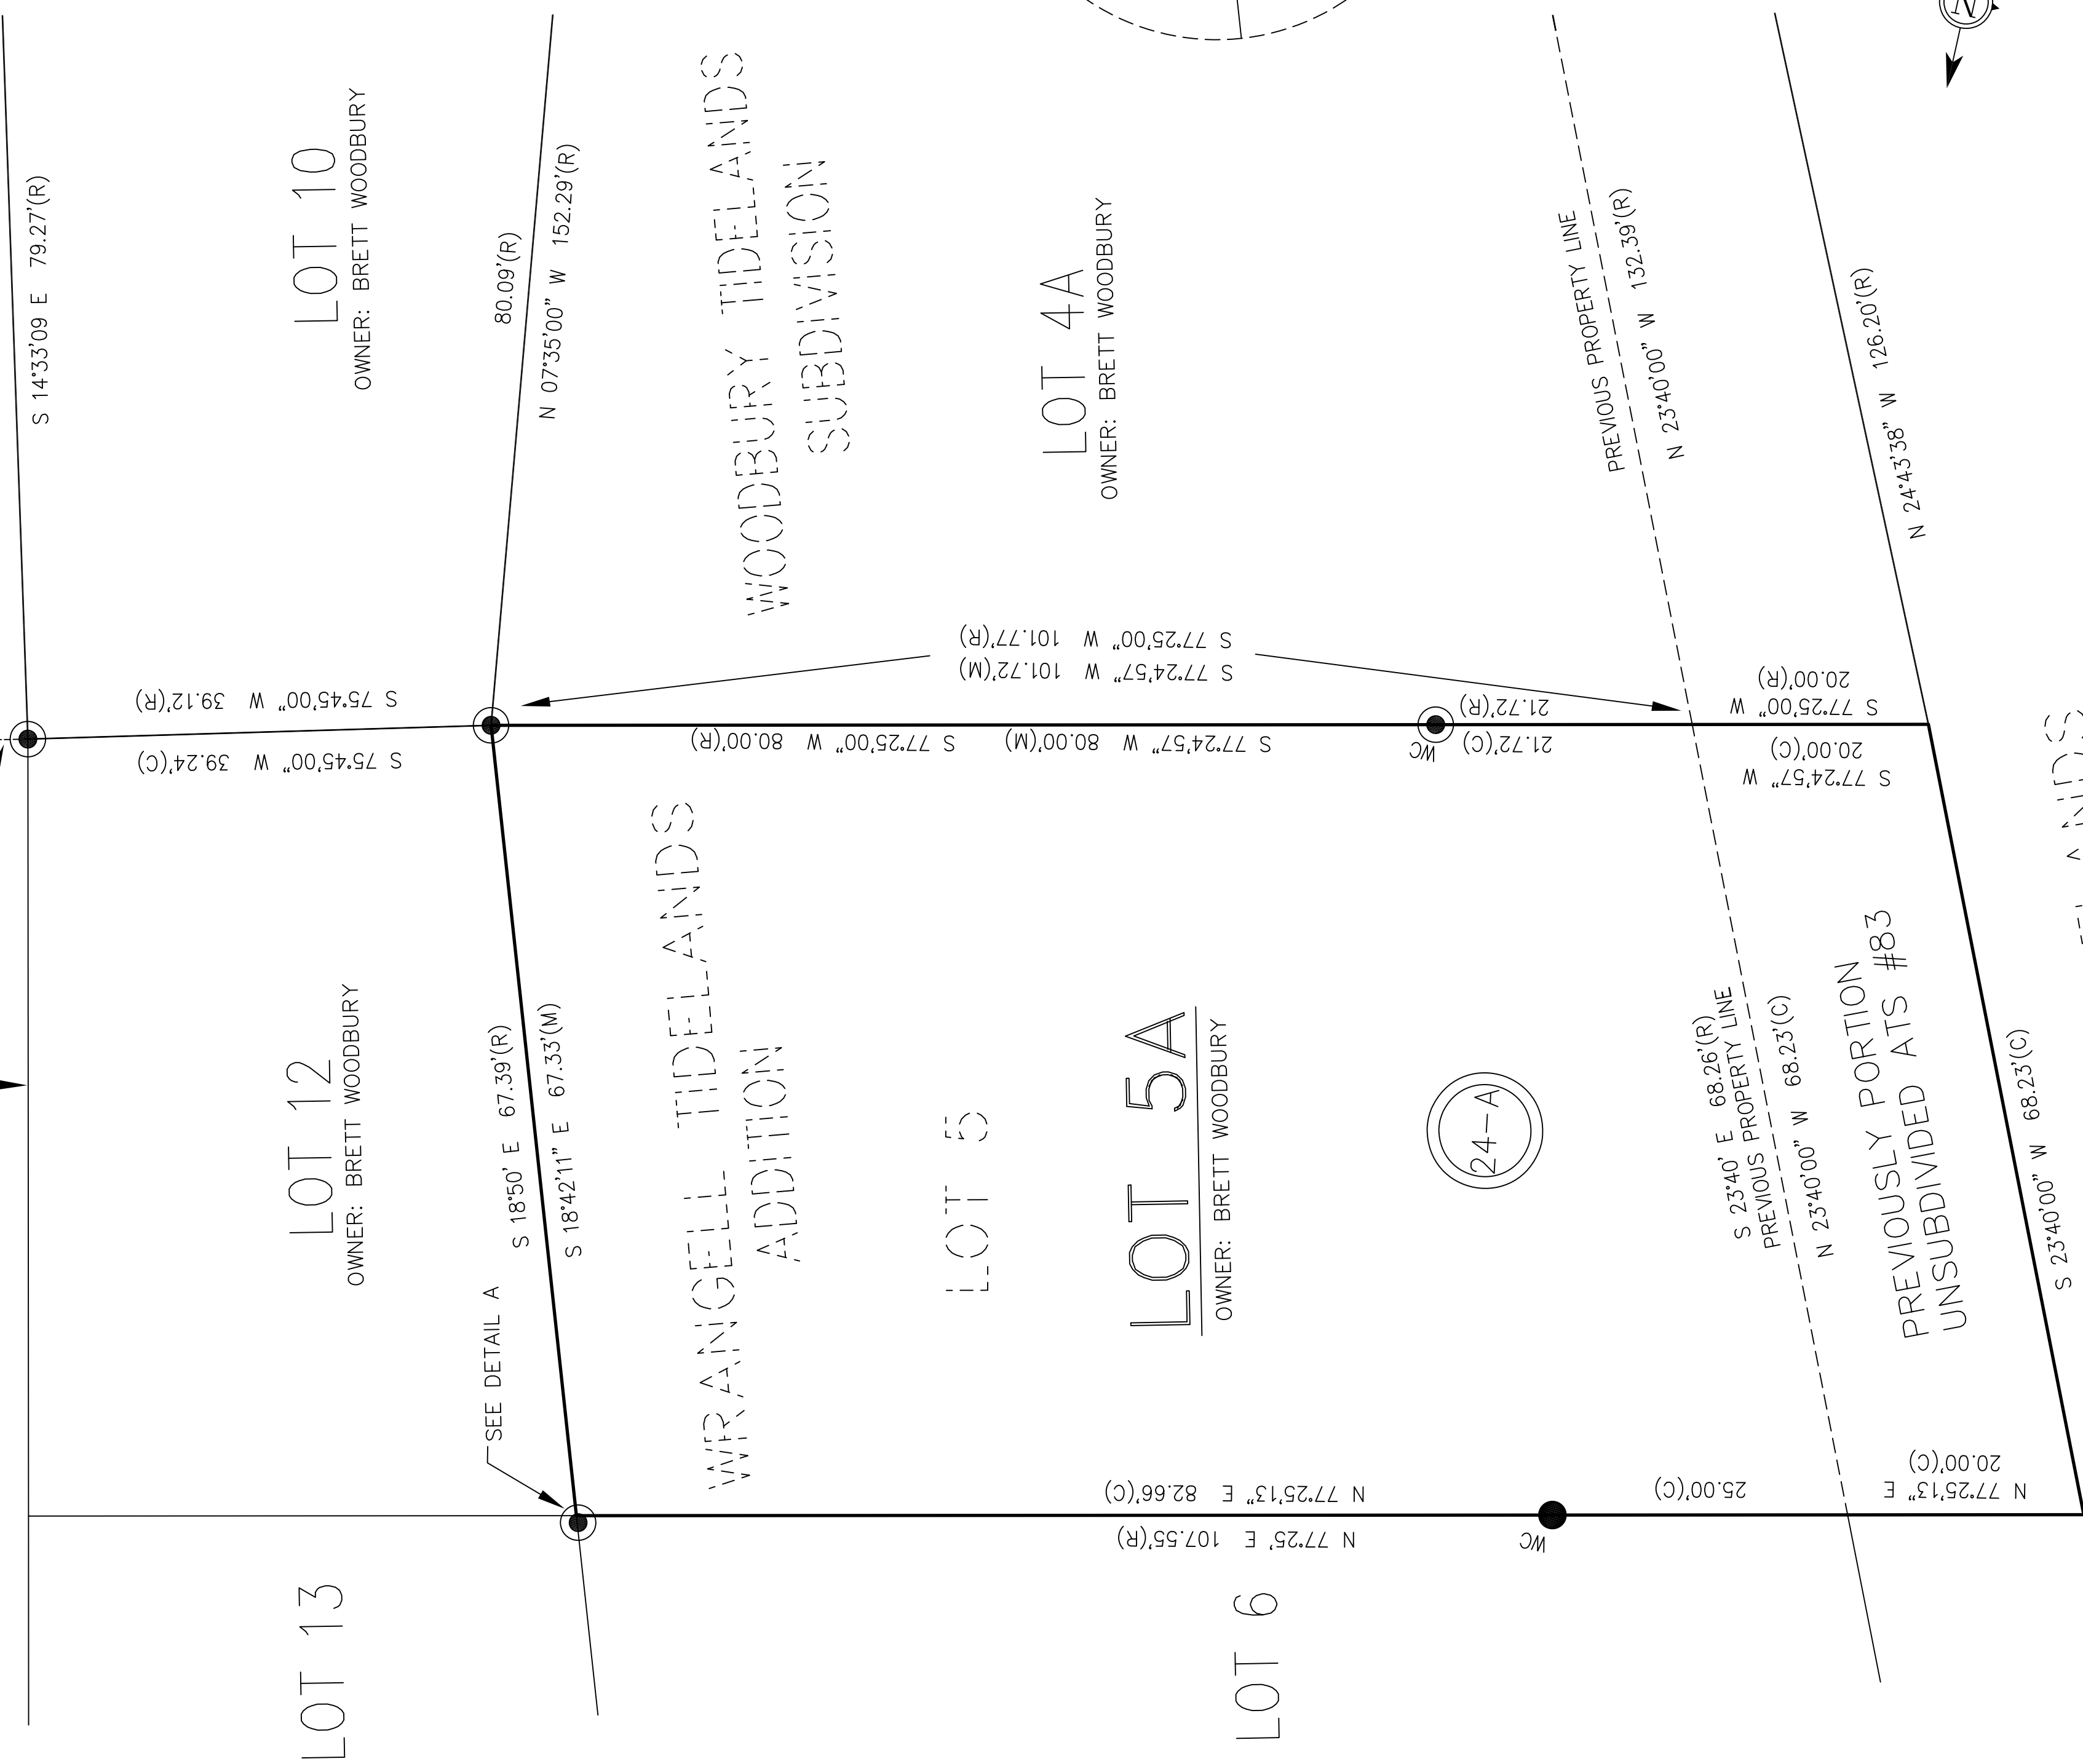 S 14°33'09 E 79.27'(R)
LOT 10
OWNER: BRETT WOODBURY
80.09'(R)
N 07°35'00" W 152.29'(R)
WOODBURY TIDELANDS
SUBDIVISION
LOT 4A
OWNER: BRETT WOODBURY
PREVIOUS PROPERTY LINE
N 23°40'00" W 132.39'(R)
N 24°43'38" W 126.20'(R)
N
S 75°45'00" W 39.12'(R)
S 75°45'00" W 39.24'(C)
S 77°25'00" W 101.77'(R)
S 77°24'57" W 101.72'(M)
S 77°25'00" W 80.00'(R)
S 77°24'57" W 80.00'(M)
WC
21.72'(R)
21.72'(C)
S 77°25'00" W
20.00'(R)
S 77°24'57" W
20.00'(C)
LOT 12
OWNER: BRETT WOODBURY
S 18°50' E 67.39'(R)
S 18°42'11" E 67.33'(M)
SEE DETAIL A
WRANGELL TIDELANDS
ADDITION
LOT 5
LOT 5A
OWNER: BRETT WOODBURY
24-A
S 23°40' E 68.26'(R)
PREVIOUS PROPERTY LINE
N 23°40'00" W 68.23'(C)
PREVIOUSLY PORTION
UNSUBDIVIDED ATS #83
S 23°40'00" W 68.23'(C)
N 77°25'13" E 82.66'(C)
N 77°25' E 107.55'(R)
WC
25.00'(C)
N 77°25'13" E
20.00'(C)
LOT 13
LOT 6